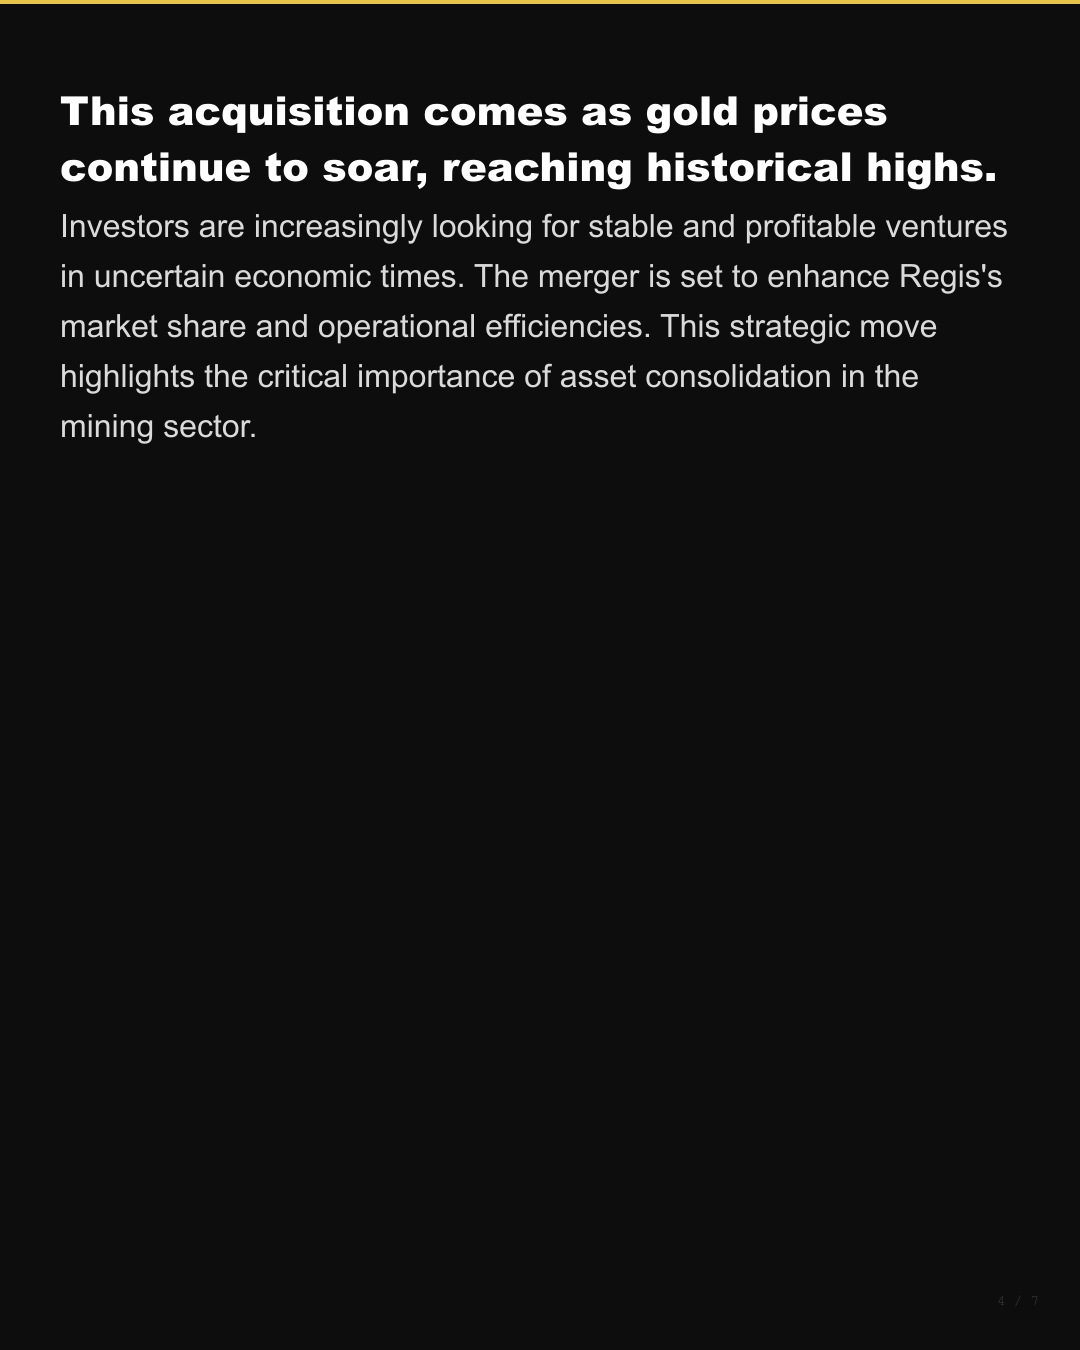 This acquisition comes as gold prices
continue to soar, reaching historical highs.
Investors are increasingly looking for stable and profitable ventures
in uncertain economic times. The merger is set to enhance Regis's
market share and operational efficiencies. This strategic move
highlights the critical importance of asset consolidation in the
mining sector.
4 / 7